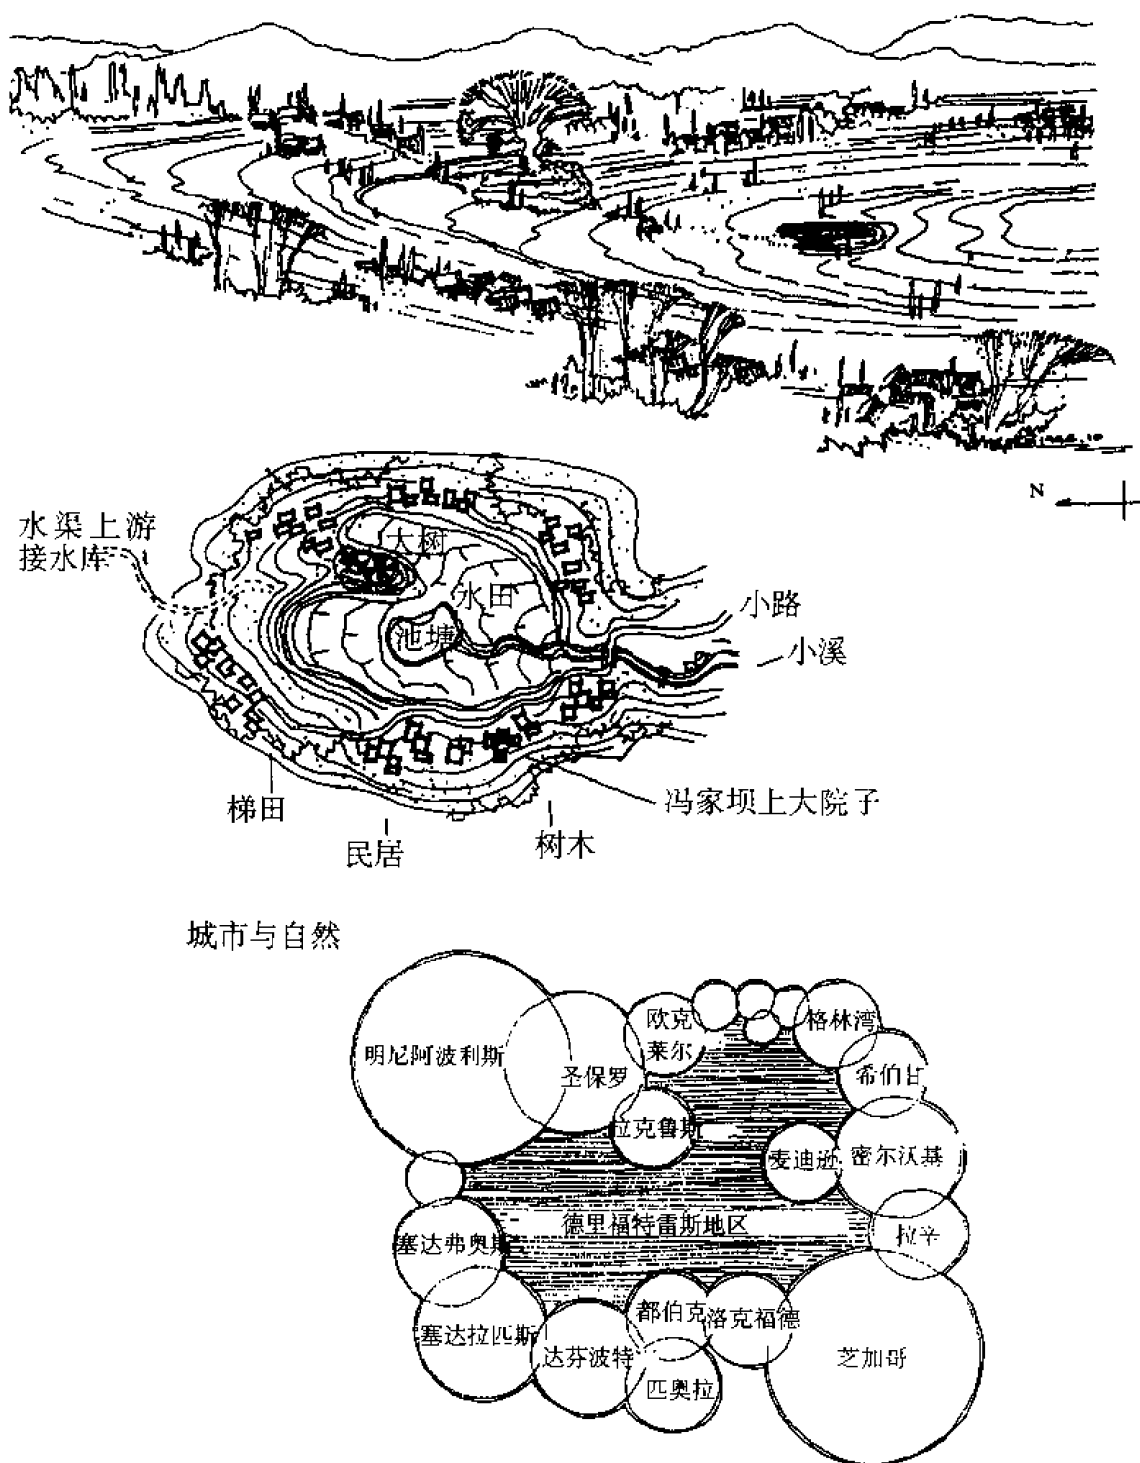 N
水渠上游
接水库
大树
水田
池塘
小路
小溪
梯田
民居
树木
冯家坝上大院子
城市与自然
明尼阿波利斯
圣保罗
欧克
莱尔
格林湾
希伯甘
拉克鲁斯
麦迪逊
密尔沃基
德里福特雷斯地区
拉辛
塞达弗奥斯
塞达拉匹斯
达芬波特
都伯克
洛克福德
匹奥拉
芝加哥